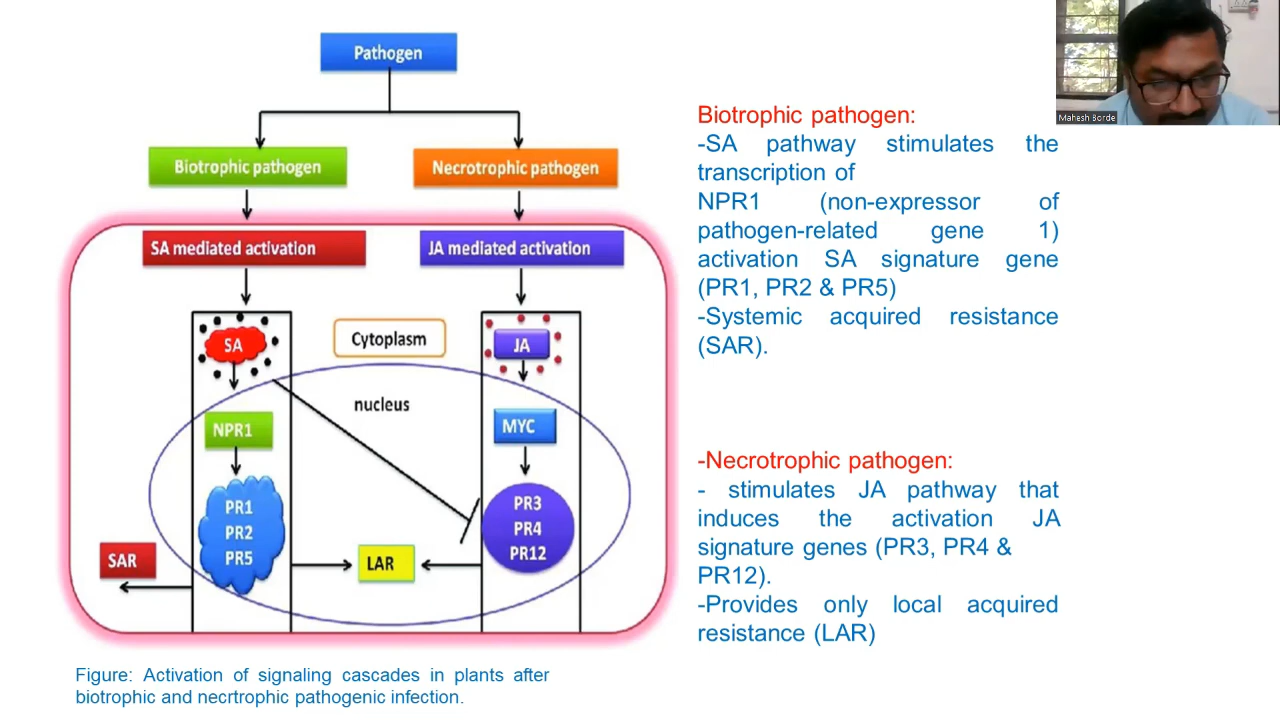 Pathogen
Biotrophic pathogen
Necrotrophic pathogen
SA mediated activation
JA mediated activation
SA
Cytoplasm
JA
nucleus
NPR1
MYC
PR1
PR2
PR5
PR3
PR4
PR12
SAR
LAR
Figure: Activation of signaling cascades in plants after
biotrophic and necrtrophic pathogenic infection.
Biotrophic pathogen:
-SA pathway stimulates the
transcription of
NPR1 (non-expressor of
pathogen-related gene 1)
activation SA signature gene
(PR1, PR2 & PR5)
-Systemic acquired resistance
(SAR).
-Necrotrophic pathogen:
- stimulates JA pathway that
induces the activation JA
signature genes (PR3, PR4 &
PR12).
-Provides only local acquired
resistance (LAR)
Mahesh Borde